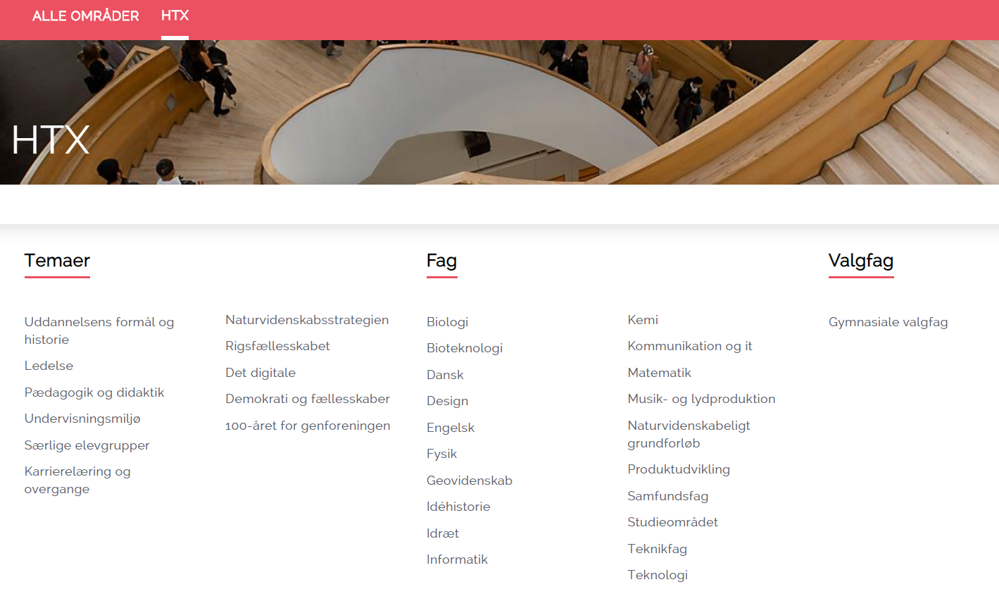 ALLE OMRÅDER
HTX
HTX
Temaer
Uddannelsens formål og
historie
Ledelse
Pædagogik og didaktik
Undervisningsmiljø
Særlige elevgrupper
Karrierelæring og
overgange
Naturvidenskabsstrategien
Rigsfællesskabet
Det digitale
Demokrati og fællesskaber
100-året for genforeningen
Fag
Biologi
Bioteknologi
Dansk
Design
Engelsk
Fysik
Geovidenskab
Idéhistorie
Idræt
Informatik
Kemi
Kommunikation og it
Matematik
Musik- og lydproduktion
Naturvidenskabeligt
grundforløb
Produktudvikling
Samfundsfag
Studieområdet
Teknikfag
Teknologi
Valgfag
Gymnasiale valgfag